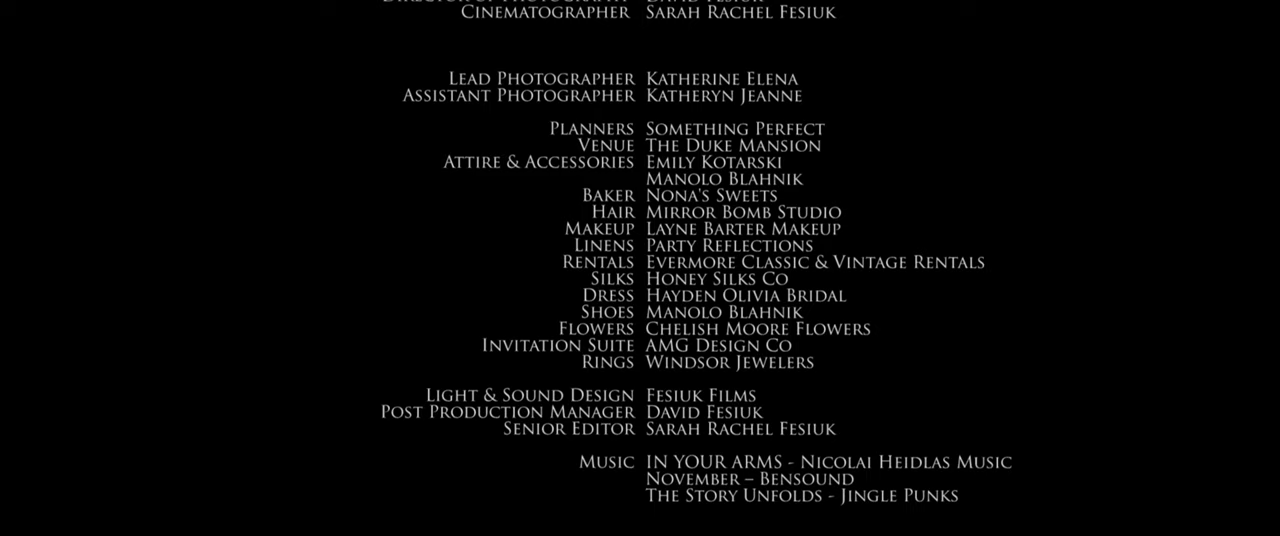 CINEMATOGRAPHER SARAH RACHEL FESIUK
LEAD PHOTOGRAPHER KATHERINE ELENA
ASSISTANT PHOTOGRAPHER KATHERYN JEANNE
PLANNERS SOMETHING PERFECT
VENUE THE DUKE MANSION
ATTIRE & ACCESSORIES EMILY KOTARSKI
MANOLO BLAHNIK
BAKER NONA'S SWEETS
HAIR MIRROR BOMB STUDIO
MAKEUP LAYNE BARTER MAKEUP
LINENS PARTY REFLECTIONS
RENTALS EVERMORE CLASSIC & VINTAGE RENTALS
SILKS HONEY SILKS CO
DRESS HAYDEN OLIVIA BRIDAL
SHOES MANOLO BLAHNIK
FLOWERS CHELISH MOORE FLOWERS
INVITATION SUITE AMG DESIGN CO
RINGS WINDSOR JEWELERS
LIGHT & SOUND DESIGN FESIUK FILMS
POST PRODUCTION MANAGER DAVID FESIUK
SENIOR EDITOR SARAH RACHEL FESIUK
MUSIC IN YOUR ARMS - NICOLAI HEIDLAS MUSIC
NOVEMBER – BENSOUND
THE STORY UNFOLDS - JINGLE PUNKS